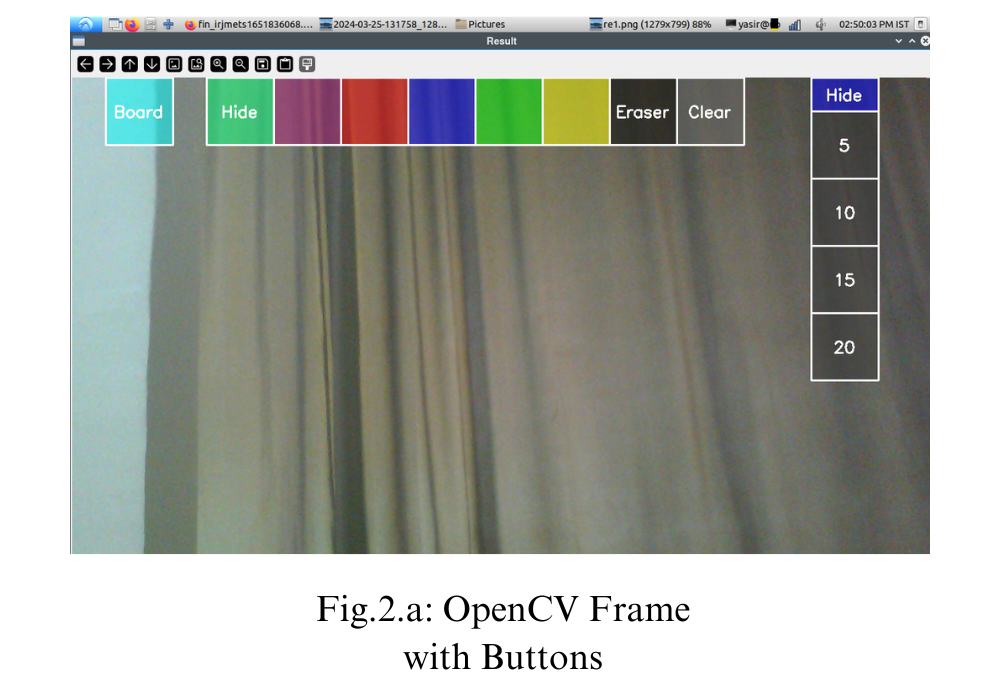 fin_irjmets1651836068.... 2024-03-25-131758_128... Pictures re1.png (1279x799) 88% yasir@ 02:50:03 PM IST
Result
Board Hide Eraser Clear Hide
5
10
15
20
Fig.2.a: OpenCV Frame
with Buttons